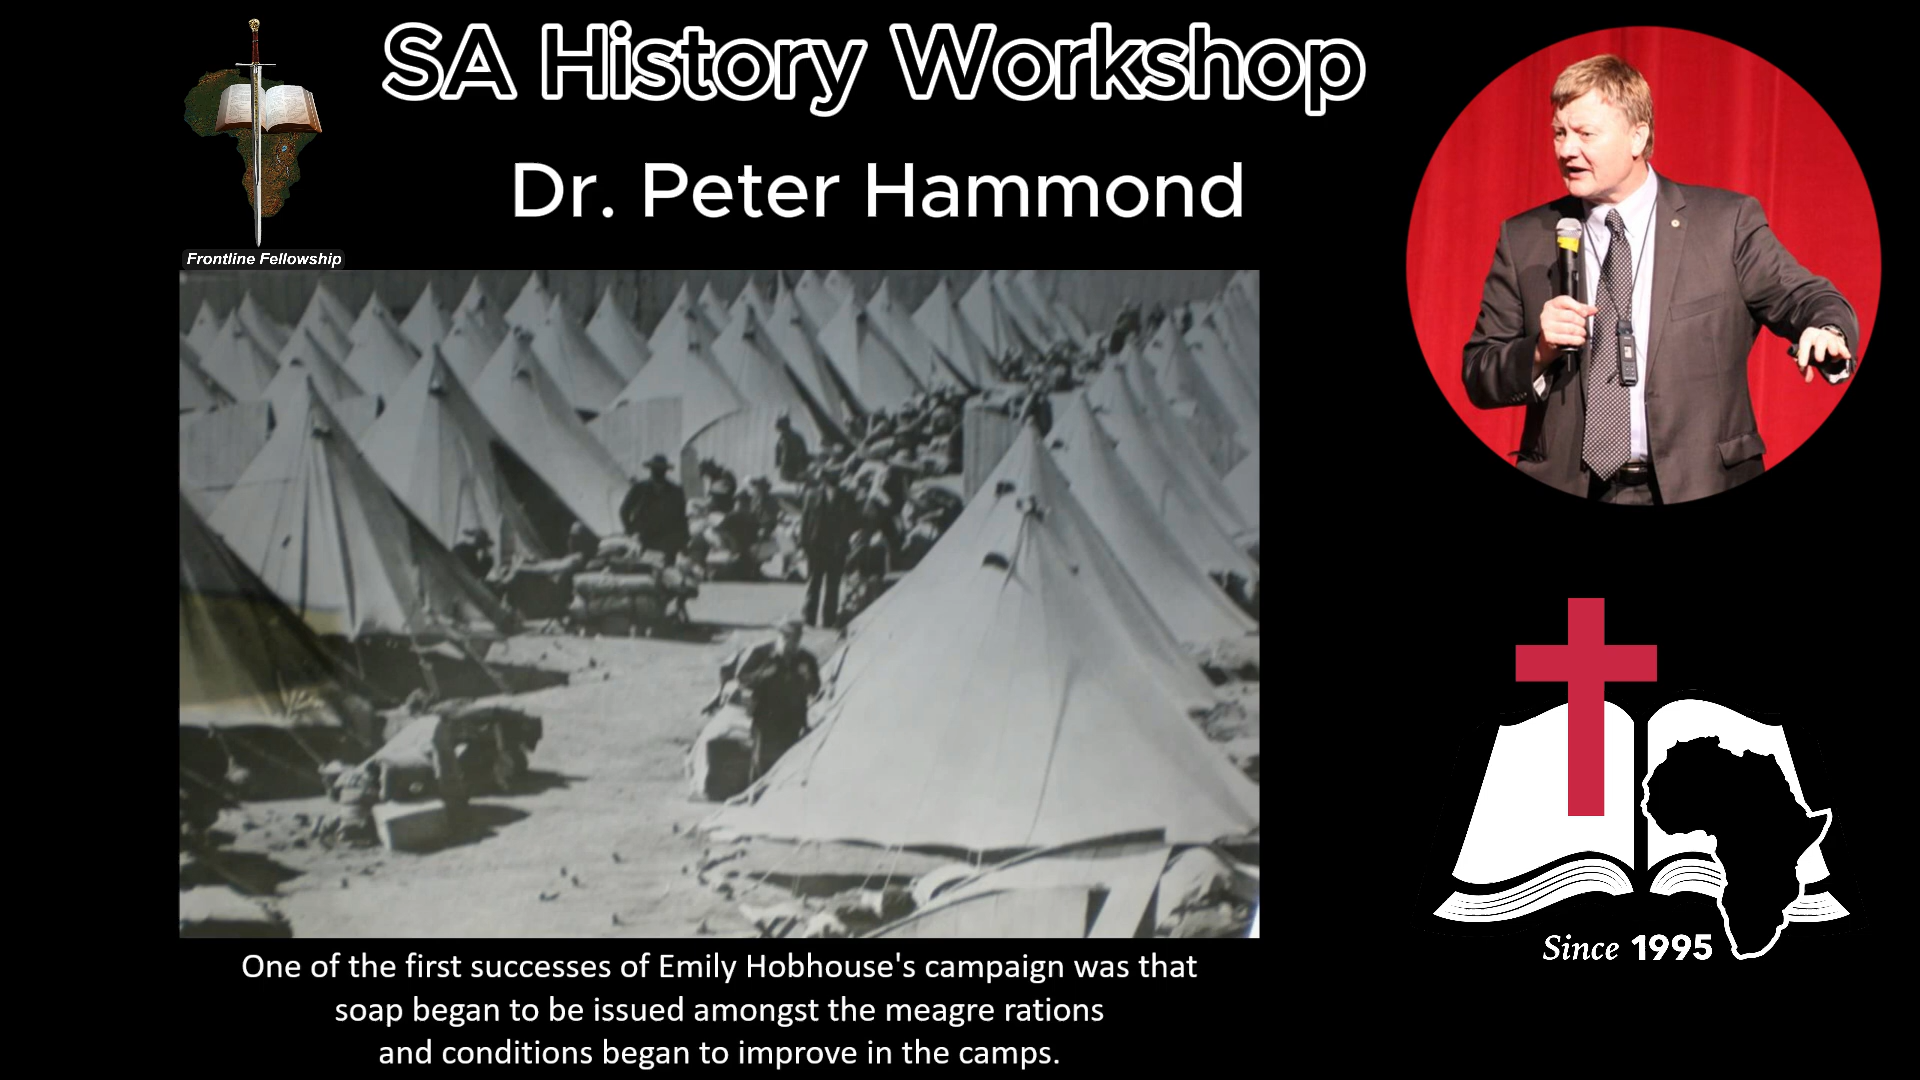 SA History Workshop
Dr. Peter Hammond
Frontline Fellowship
One of the first successes of Emily Hobhouse's campaign was that
soap began to be issued amongst the meagre rations
and conditions began to improve in the camps.
Since 1995